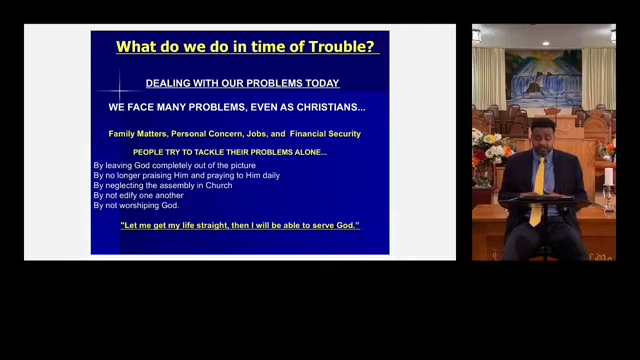 What do we do in time of Trouble?
DEALING WITH OUR PROBLEMS TODAY
WE FACE MANY PROBLEMS, EVEN AS CHRISTIANS...
Family Matters, Personal Concern, Jobs, and Financial Security
PEOPLE TRY TO TACKLE THEIR PROBLEMS ALONE...
By leaving God completely out of the picture
By no longer praising Him and praying to Him daily
By neglecting the assembly in Church
By not edify one another
By not worshiping God.
"Let me get my life straight, then I will be able to serve God."